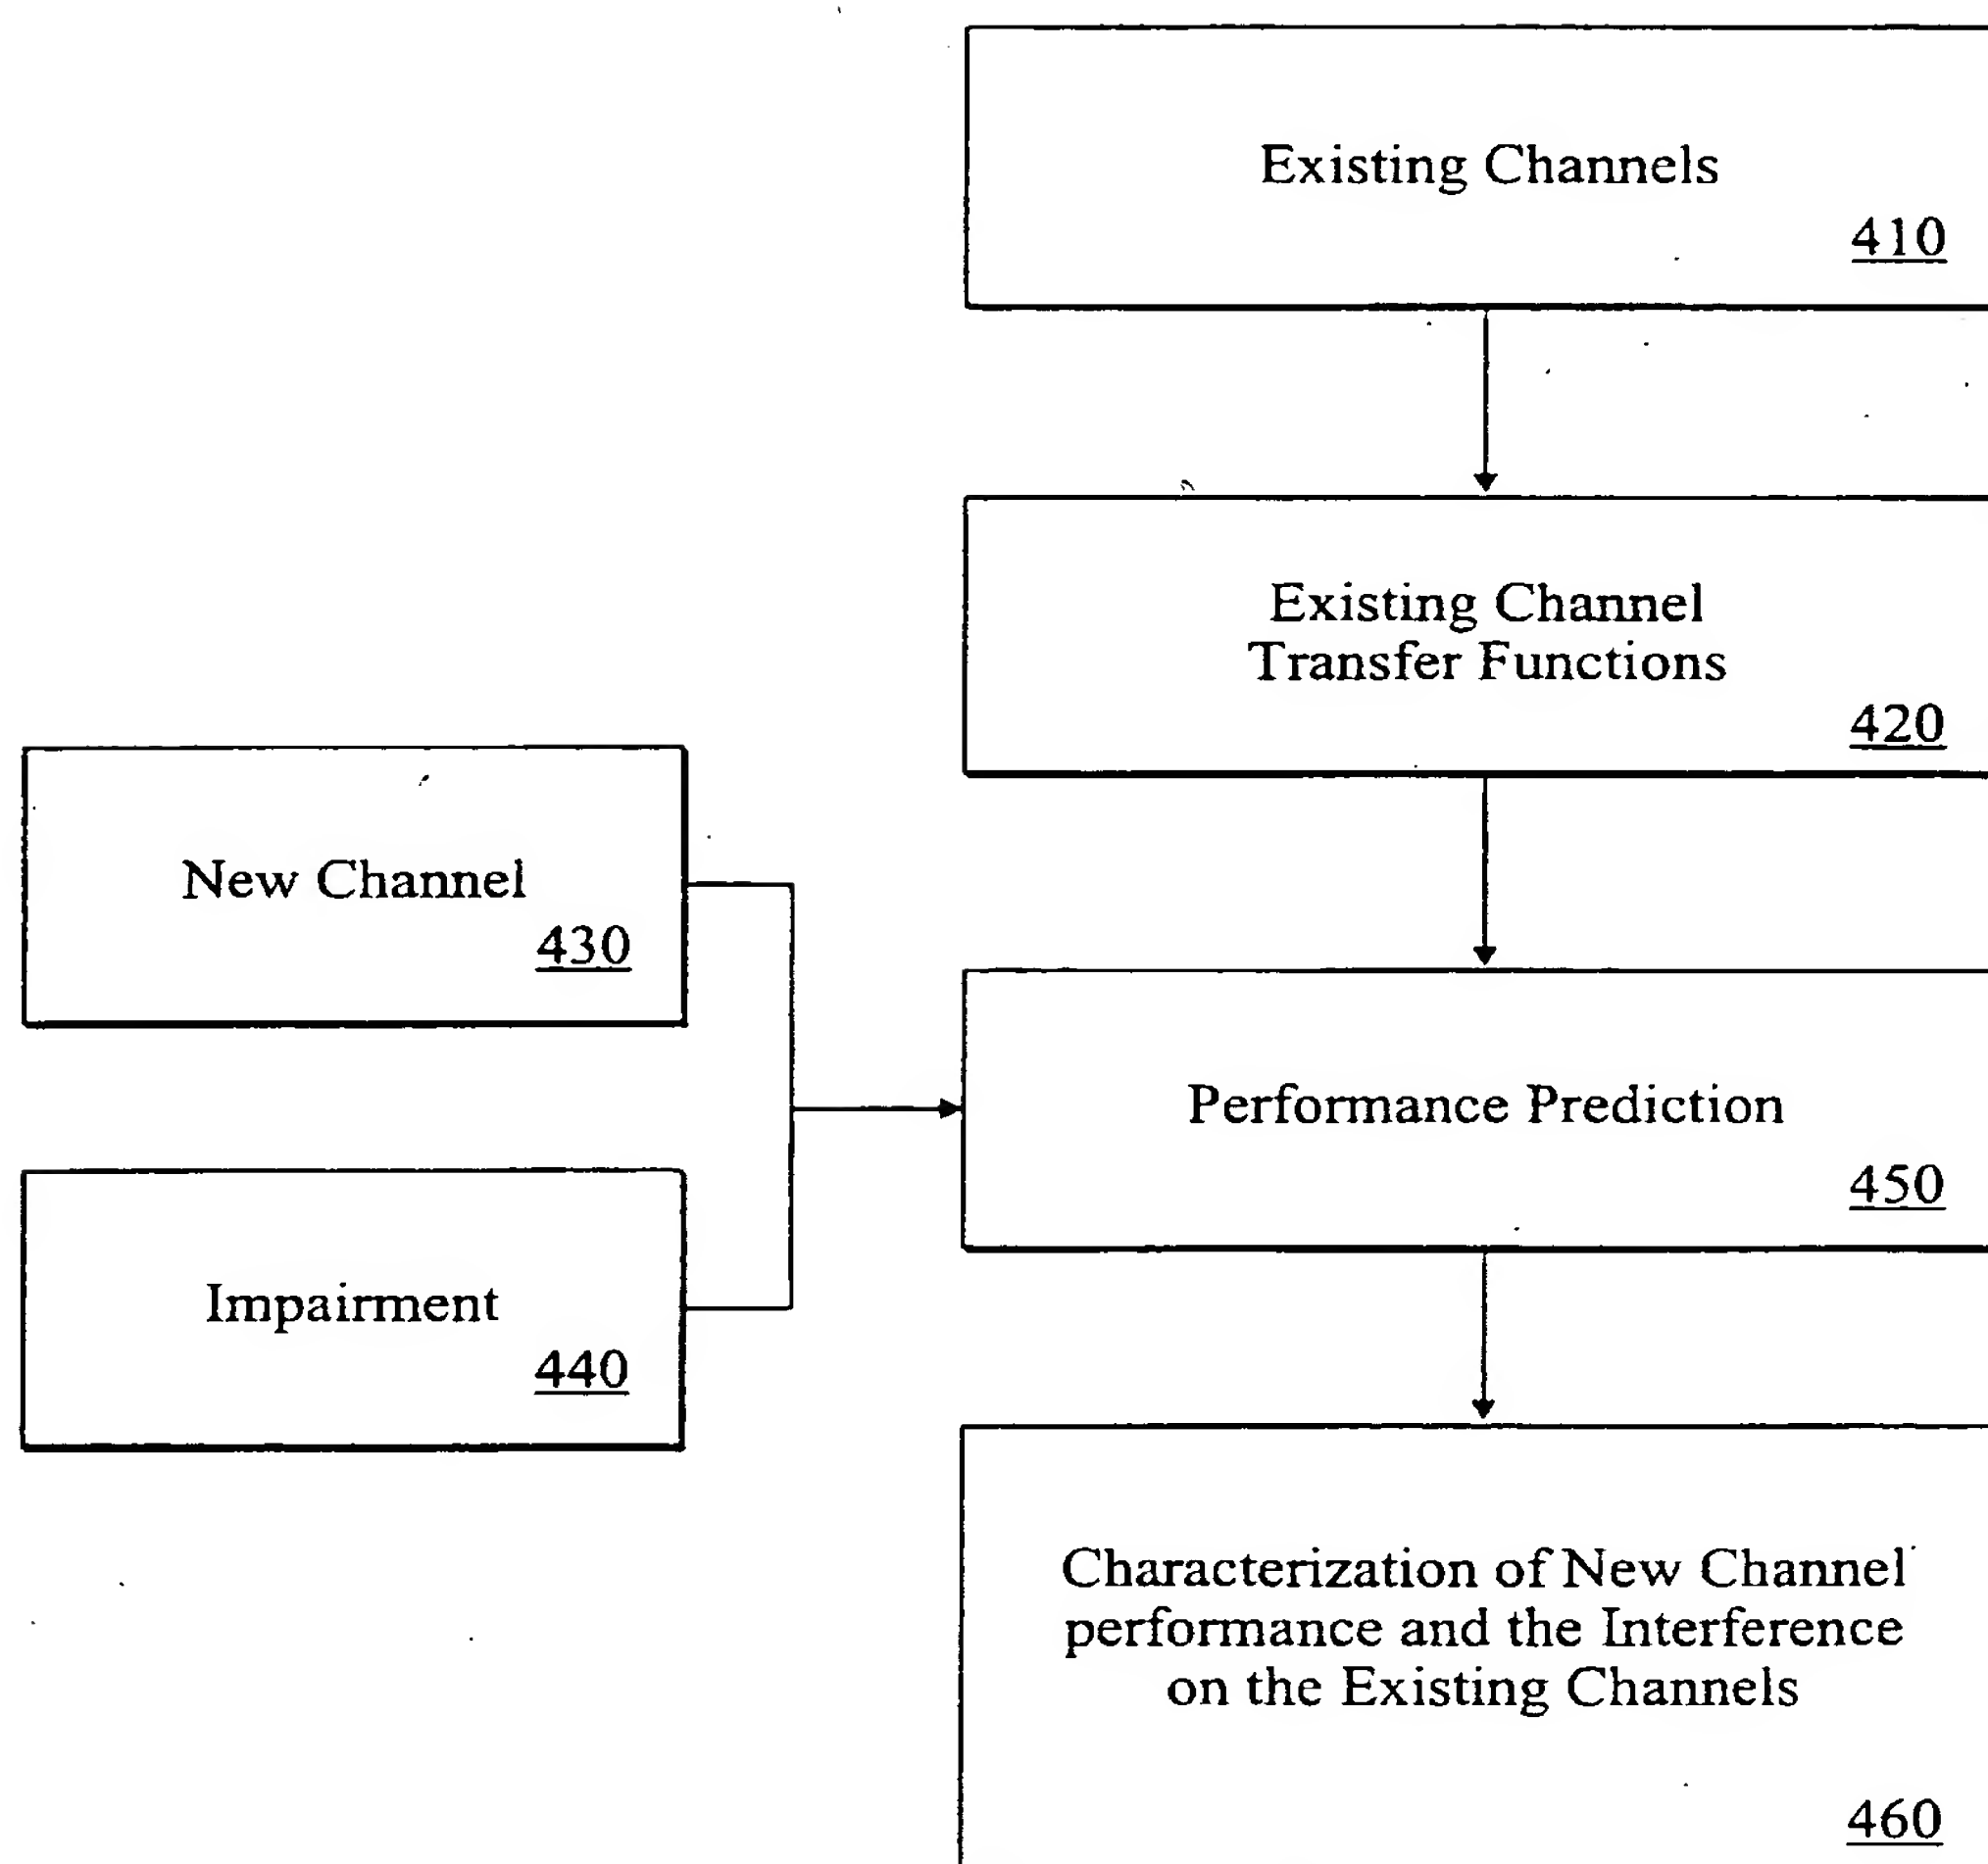 Existing Channels
410
Existing Channel
Transfer Functions
420
New Channel
430
Performance Prediction
450
Impairment
440
Characterization of New Channel
performance and the Interference
on the Existing Channels
460